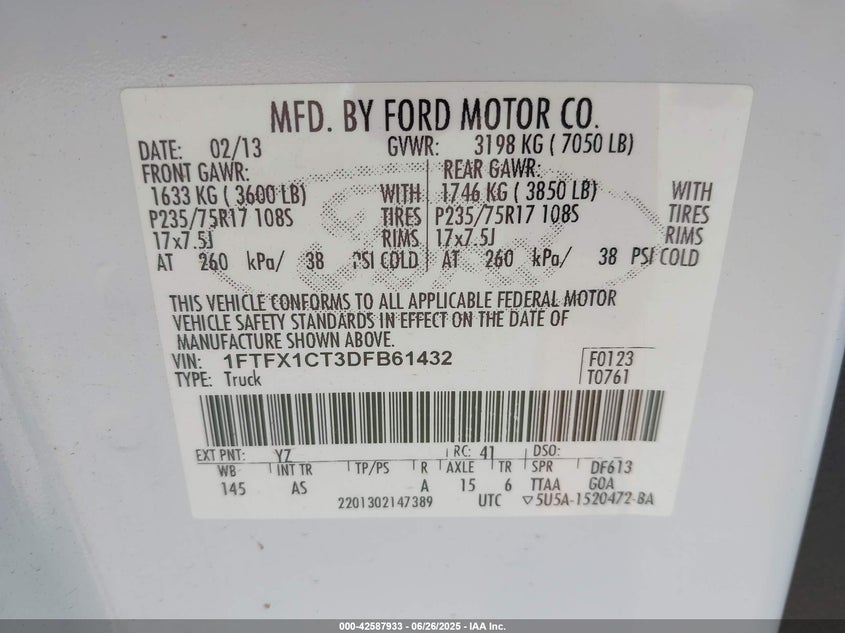 MFD. BY FORD MOTOR CO.
DATE: 02/13 GVWR: 3198 KG ( 7050 LB)
FRONT GAWR: REAR GAWR:
1633 KG ( 3600 LB) WITH 1746 KG ( 3850 LB) WITH
P235/75R17 108S TIRES P235/75R17 108S TIRES
17x7.5J RIMS 17x7.5J RIMS
AT 260 kPa/ 38 PSI COLD AT 260 kPa/ 38 PSI COLD
THIS VEHICLE CONFORMS TO ALL APPLICABLE FEDERAL MOTOR
VEHICLE SAFETY STANDARDS IN EFFECT ON THE DATE OF
MANUFACTURE SHOWN ABOVE.
VIN: 1FTFX1CT3DFB61432 F0123
TYPE: Truck T0761
EXT PNT: YZ RC: 41 DSO:
WB INT TR TP/PS R AXLE TR SPR DF613
145 AS A 15 6 TTAA GOA
2201302147389 UTC ▽5U5A-1520472-BA
000-42587933 - 06/26/2025 - IAA Inc.